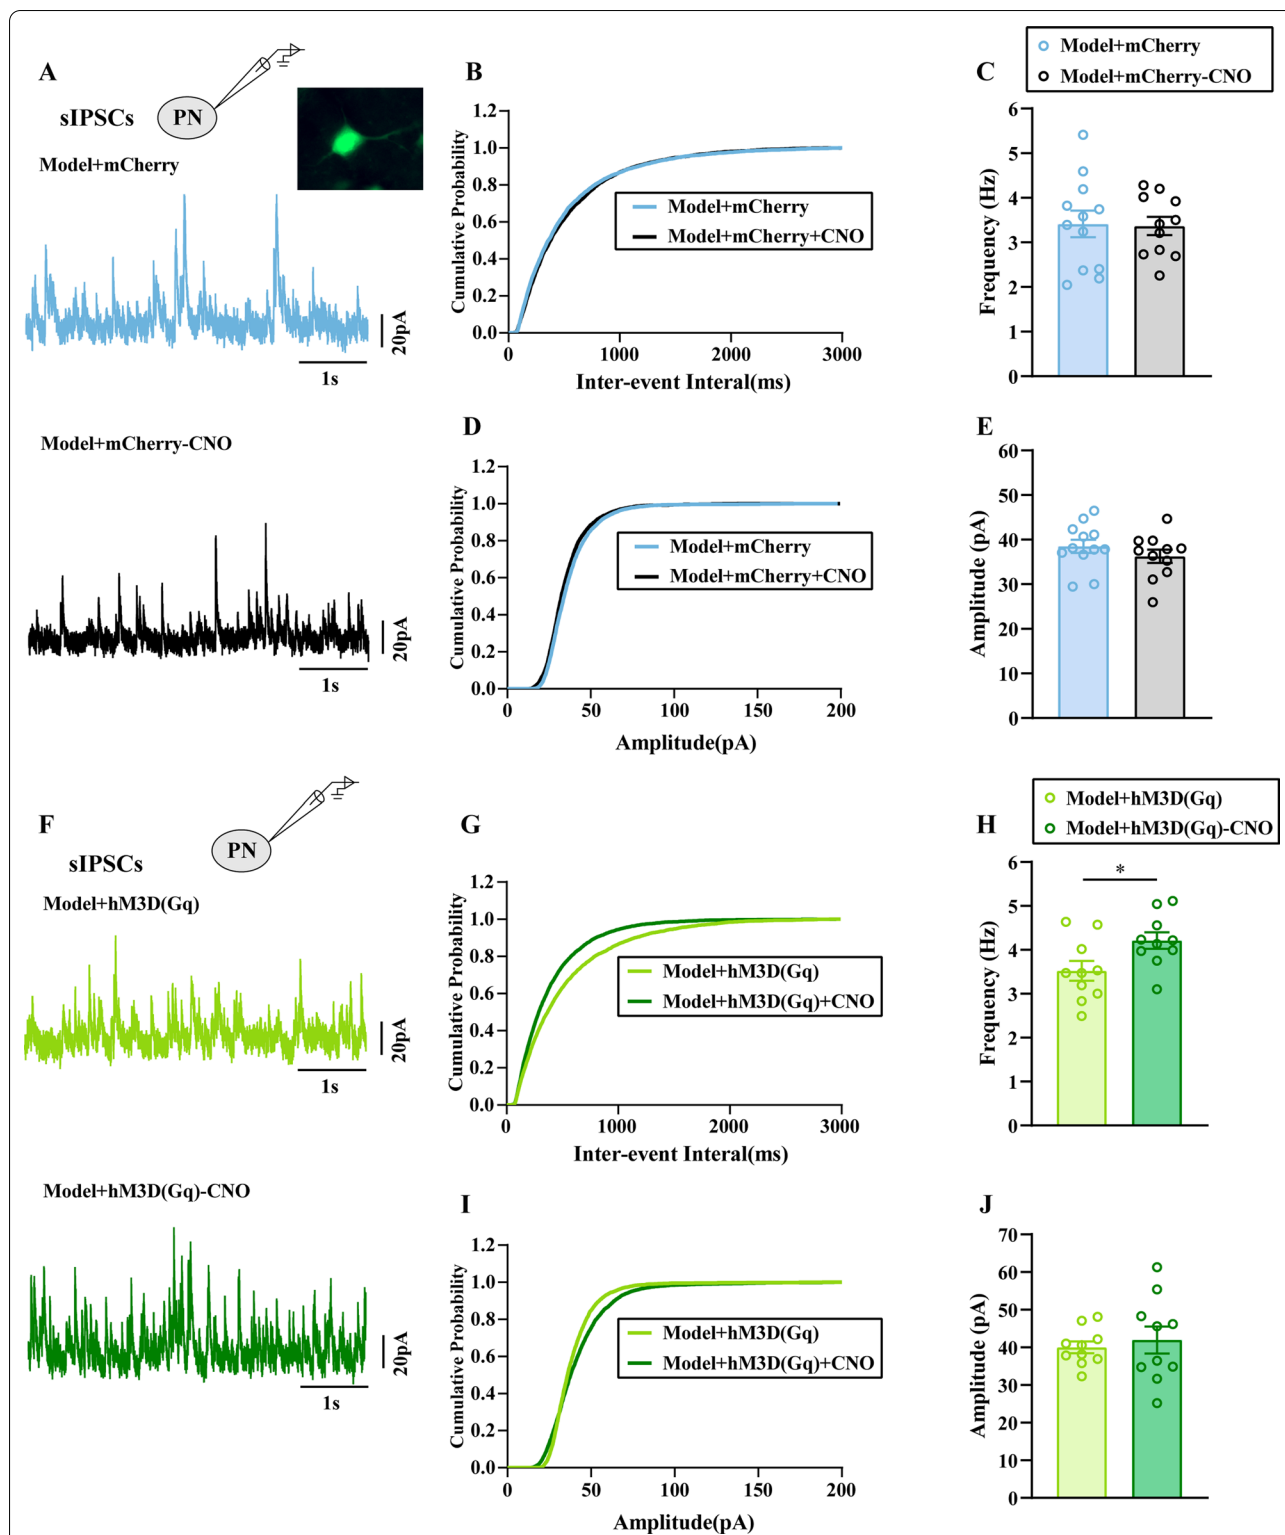 A
sIPSCs
PN
Model+mCherry
20pA
1s
Model+mCherry-CNO
20pA
1s
B
Cumulative Probability
1.2
1.0
0.8
0.6
0.4
0.2
0.0
Model+mCherry
Model+mCherry+CNO
0 1000 2000 3000
Inter-event Interal(ms)
C
Model+mCherry
Model+mCherry-CNO
Frequency (Hz)
6
5
4
3
2
1
0
D
Cumulative Probability
1.2
1.0
0.8
0.6
0.4
0.2
0.0
Model+mCherry
Model+mCherry+CNO
0 50 100 150 200
Amplitude(pA)
E
Amplitude (pA)
60
50
40
30
20
10
0
F
sIPSCs
PN
Model+hM3D(Gq)
20pA
1s
Model+hM3D(Gq)-CNO
20pA
1s
G
Cumulative Probability
1.2
1.0
0.8
0.6
0.4
0.2
0.0
Model+hM3D(Gq)
Model+hM3D(Gq)+CNO
0 1000 2000 3000
Inter-event Interal(ms)
H
Model+hM3D(Gq)
Model+hM3D(Gq)-CNO
Frequency (Hz)
6
5
4
3
2
1
0
*
I
Cumulative Probability
1.2
1.0
0.8
0.6
0.4
0.2
0.0
Model+hM3D(Gq)
Model+hM3D(Gq)+CNO
0 50 100 150 200
Amplitude(pA)
J
Amplitude (pA)
70
60
50
40
30
20
10
0